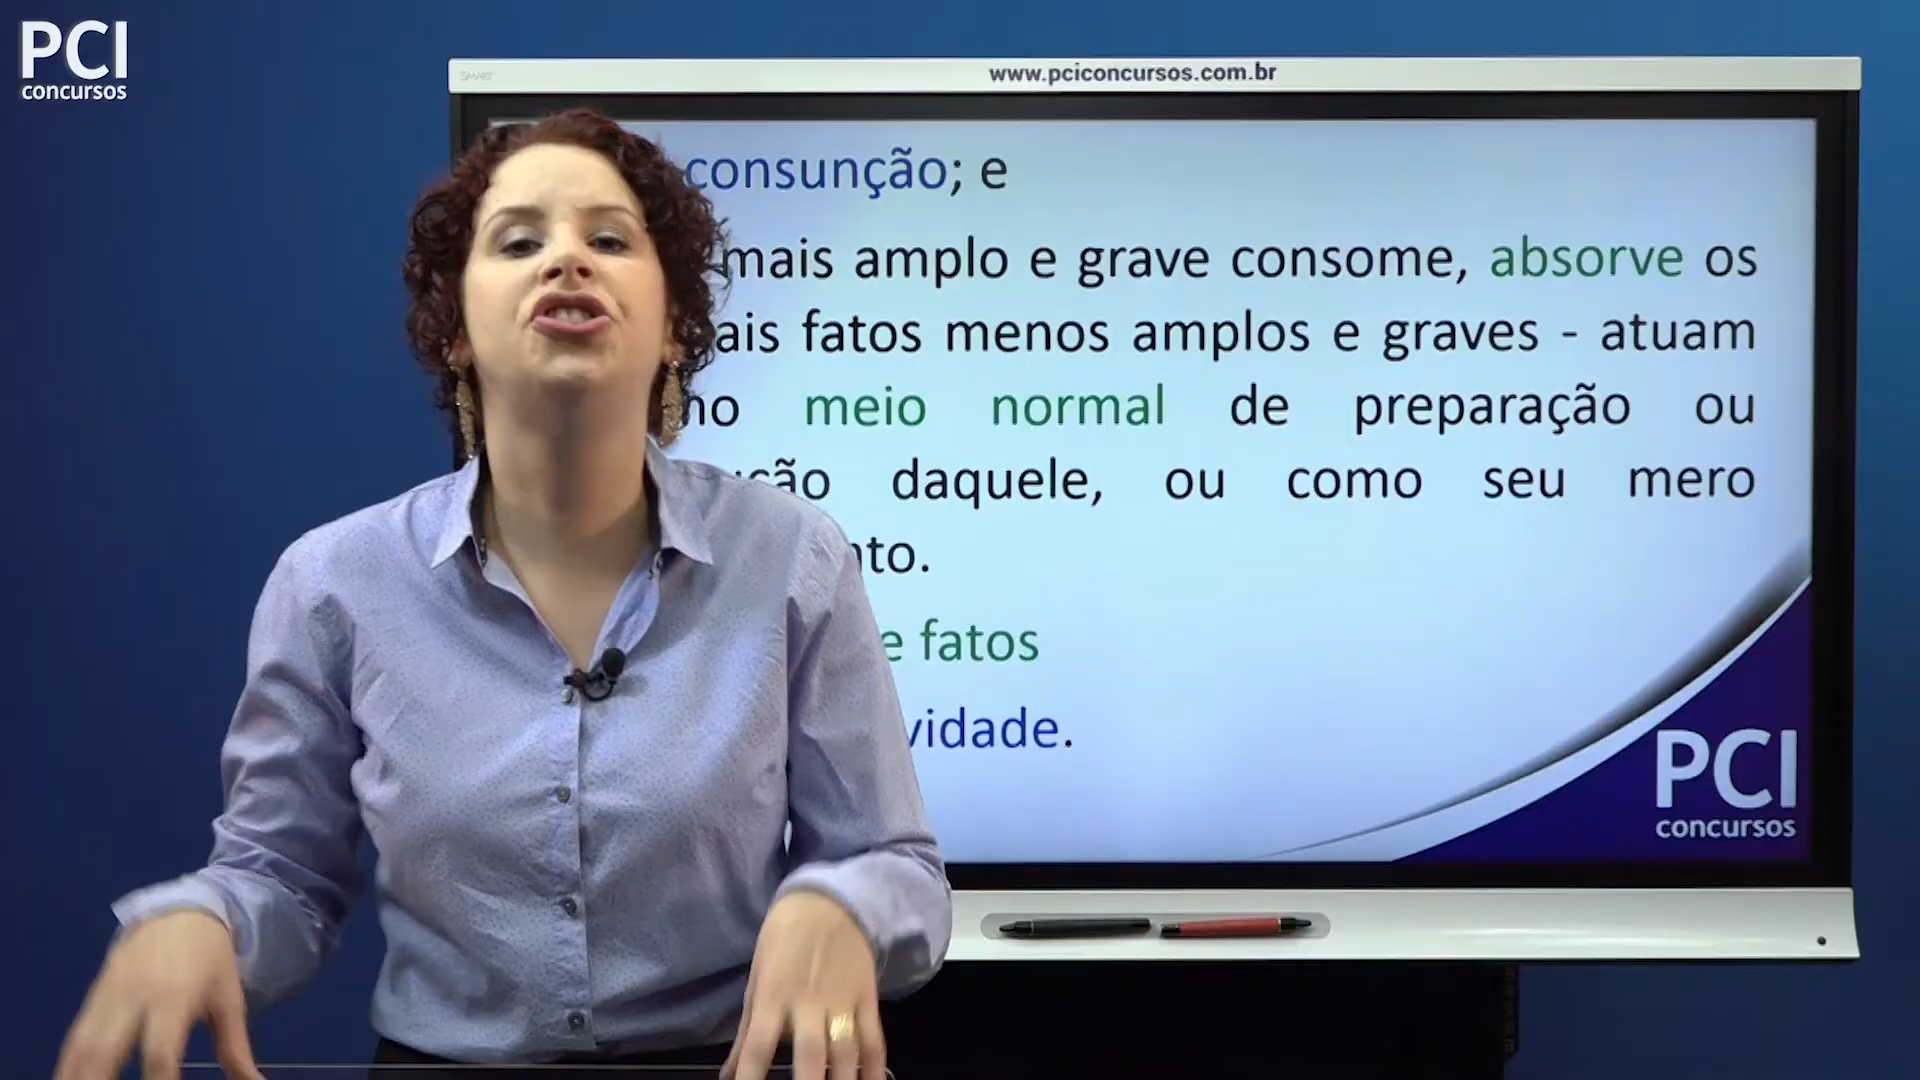 PCI
concursos
SMART
www.pciconcursos.com.br
consunção; e
mais amplo e grave consome, absorve os
fatos menos amplos e graves - atuam
meio normal de preparação ou
daquele, ou como seu mero
fatos
PCI
concursos